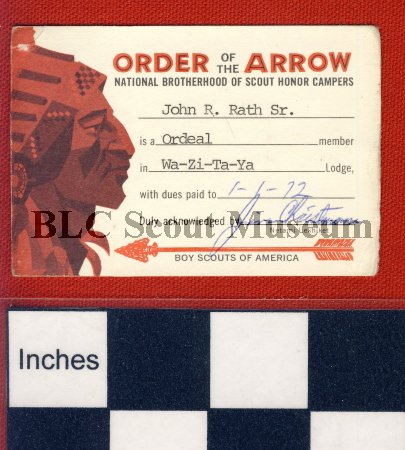 ORDER OF THE ARROW
NATIONAL BROTHERHOOD OF SCOUT HONOR CAMPERS
John R. Rath Sr.
is a Ordeal member
in Wa-Zi-Ta-Ya Lodge,
with dues paid to 1-1-72
Duly acknowledged by
BLC Scout Museum
BOY SCOUTS OF AMERICA
Inches